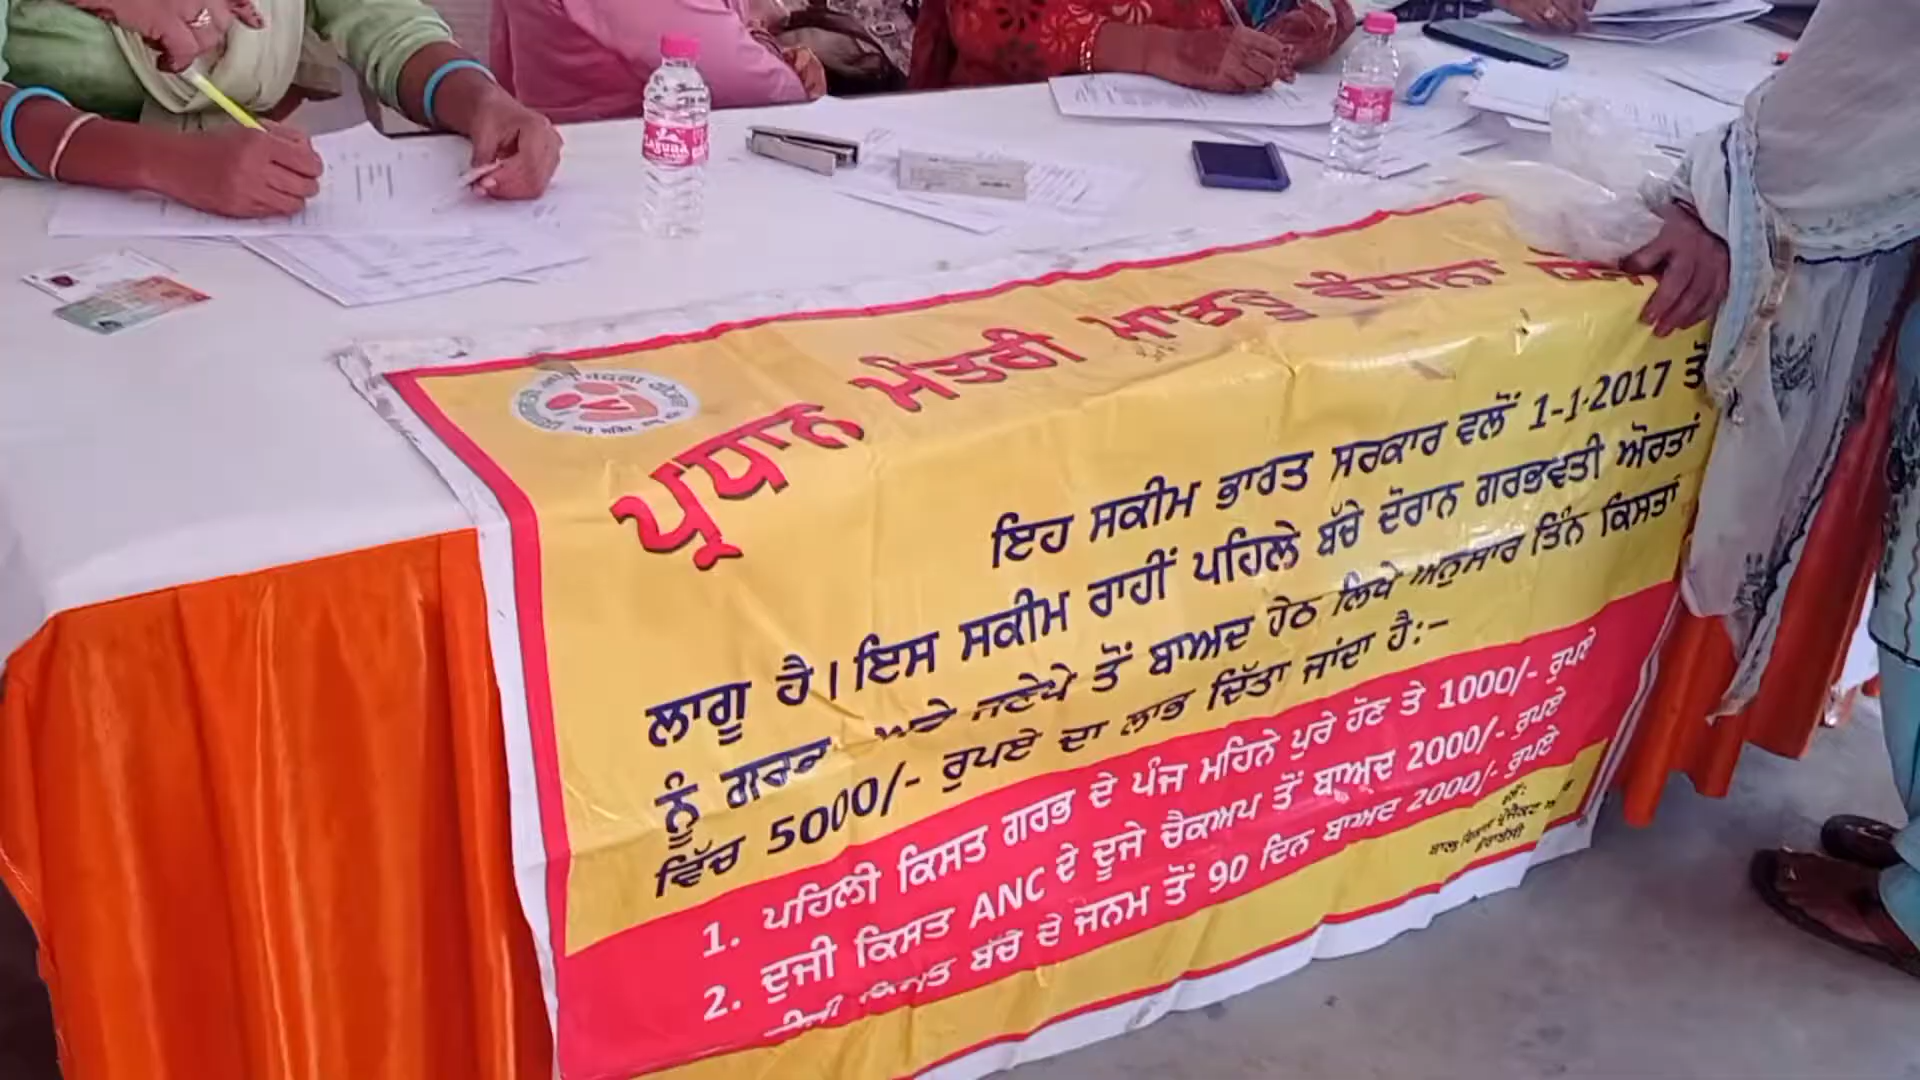 ਪ੍ਰਧਾਨ ਮੰਤਰੀ ਮਾਤਰੂ ਵੰਧਨਾ
ਇਹ ਸਕੀਮ ਭਾਰਤ ਸਰਕਾਰ ਵਲੋਂ 1-1-2017 ਤੋਂ
ਲਾਗੂ ਹੈ। ਇਸ ਸਕੀਮ ਰਾਹੀਂ ਪਹਿਲੇ ਬੱਚੇ ਦੌਰਾਨ ਗਰਭਵਤੀ ਔਰਤਾਂ
ਨੂੰ ਜਣੇਪੇ ਤੋਂ ਬਾਅਦ ਹੇਠ ਲਿਖੇ ਅਨੁਸਾਰ ਤਿੰਨ ਕਿਸਤਾਂ
ਵਿੱਚ 5000/- ਰੁਪਏ ਦਾ ਲਾਭ ਦਿੱਤਾ ਜਾਂਦਾ ਹੈ:-
1. ਪਹਿਲੀ ਕਿਸਤ ਗਰਭ ਦੇ ਪੰਜ ਮਹਿਨੇ ਪੁਰੇ ਹੋਣ ਤੇ 1000/- ਰੁਪਏ
2. ਦੁਜੀ ਕਿਸਤ ANC ਦੇ ਦੂਜੇ ਚੈਕਅਪ ਤੋਂ ਬਾਅਦ 2000/- ਰੁਪਏ
ਕਿਸਤ ਬੱਚੇ ਦੇ ਜਨਮ ਤੋਂ 90 ਦਿਨ ਬਾਅਦ 2000/- ਰੁਪਏ